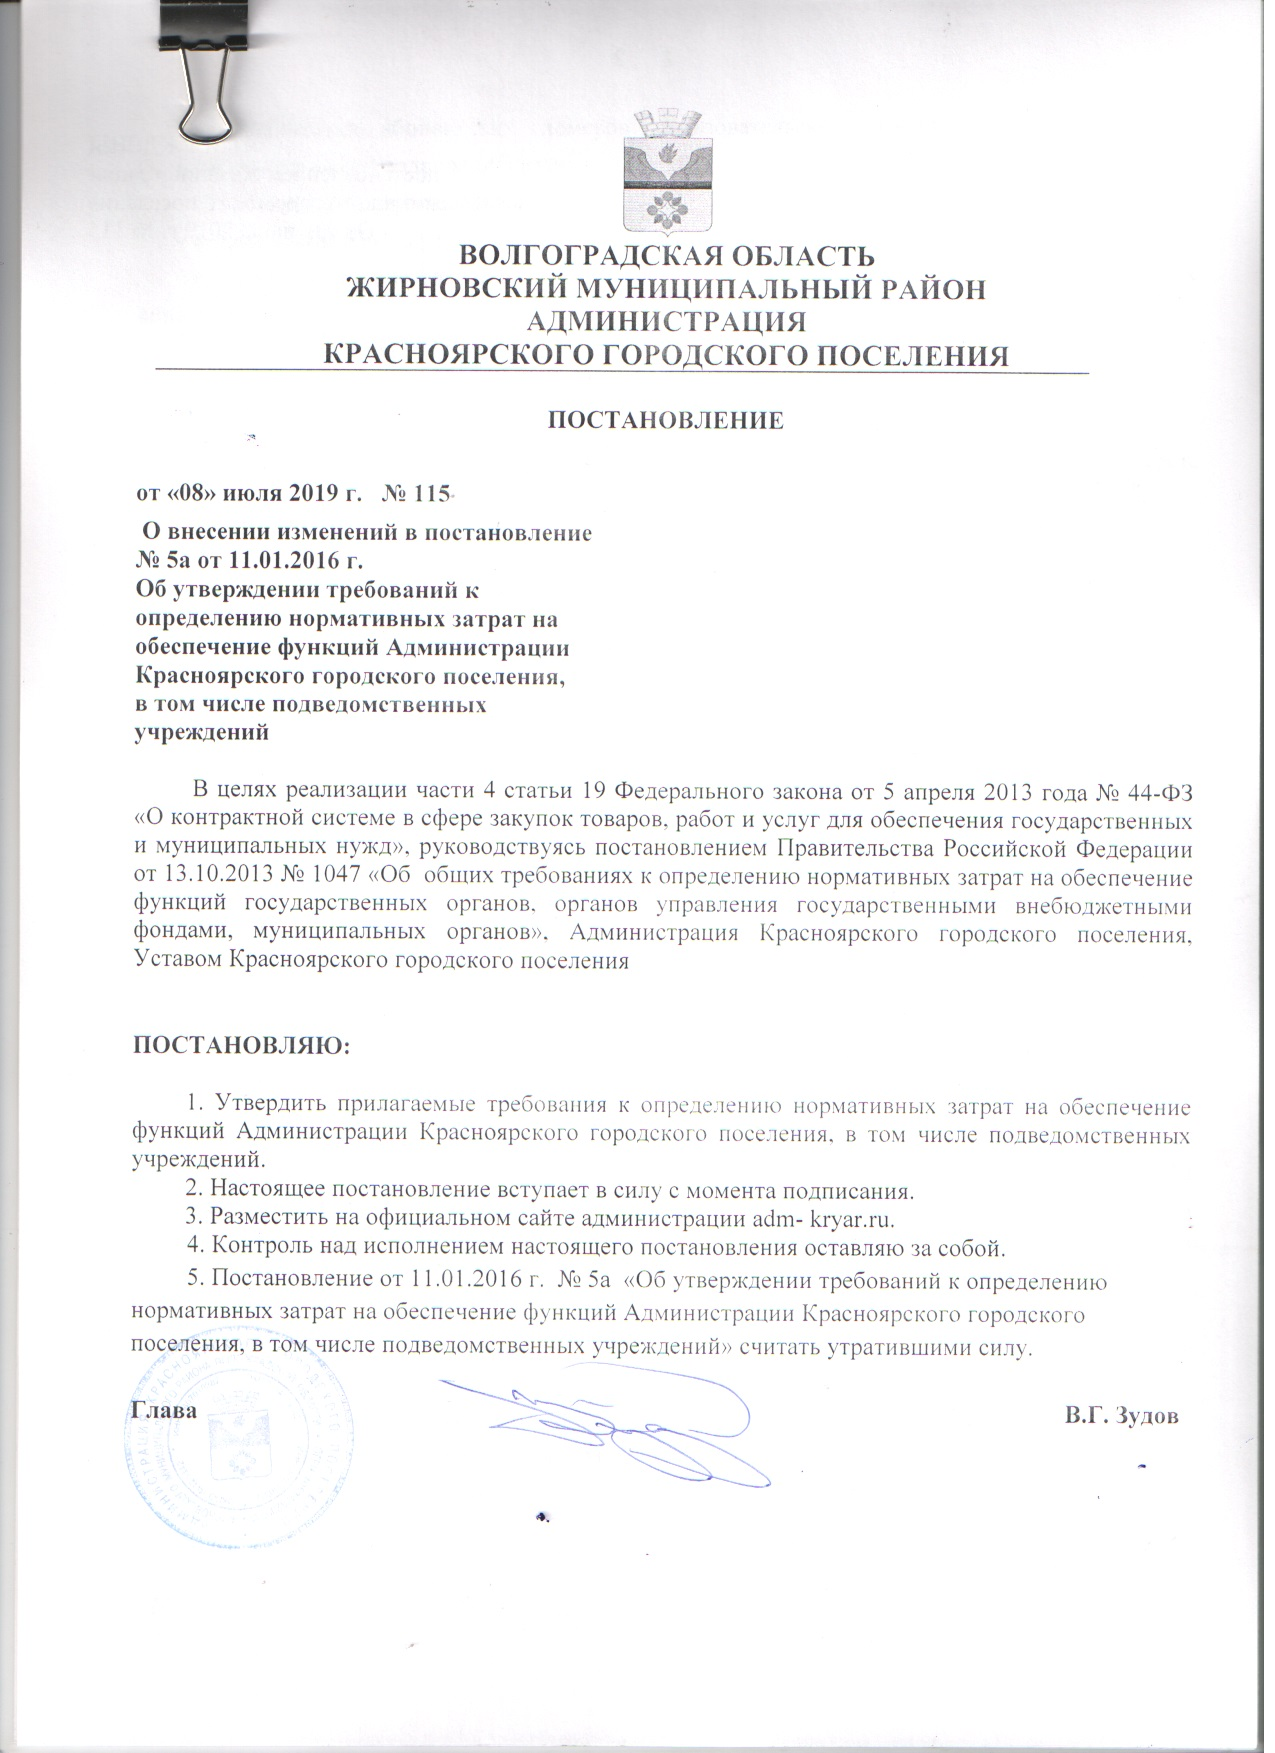 ВОЛГОГРАДСКАЯ ОБЛАСТЬ
ЖИРНОВСКИЙ МУНИЦИПАЛЬНЫЙ РАЙОН
АДМИНИСТРАЦИЯ
КРАСНОЯРСКОГО ГОРОДСКОГО ПОСЕЛЕНИЯ
ПОСТАНОВЛЕНИЕ
от «08» июля 2019 г. № 115
О внесении изменений в постановление
№ 5а от 11.01.2016 г.
Об утверждении требований к
определению нормативных затрат на
обеспечение функций Администрации
Красноярского городского поселения,
в том числе подведомственных
учреждений
В целях реализации части 4 статьи 19 Федерального закона от 5 апреля 2013 года № 44-ФЗ
«О контрактной системе в сфере закупок товаров, работ и услуг для обеспечения государственных
и муниципальных нужд», руководствуясь постановлением Правительства Российской Федерации
от 13.10.2013 № 1047 «Об общих требованиях к определению нормативных затрат на обеспечение
функций государственных органов, органов управления государственными внебюджетными
фондами, муниципальных органов», Администрация Красноярского городского поселения,
Уставом Красноярского городского поселения
ПОСТАНОВЛЯЮ:
1. Утвердить прилагаемые требования к определению нормативных затрат на обеспечение
функций Администрации Красноярского городского поселения, в том числе подведомственных
учреждений.
2. Настоящее постановление вступает в силу с момента подписания.
3. Разместить на официальном сайте администрации adm- kryar.ru.
4. Контроль над исполнением настоящего постановления оставляю за собой.
5. Постановление от 11.01.2016 г. № 5а «Об утверждении требований к определению
нормативных затрат на обеспечение функций Администрации Красноярского городского
поселения, в том числе подведомственных учреждений» считать утратившими силу.
Глава
В.Г. Зудов